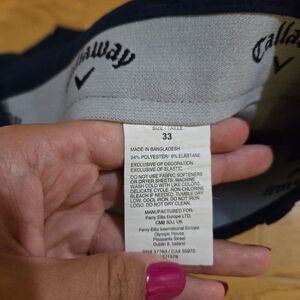 Callaway
Callaway
SIZE / TAILLE
33
MADE IN BANGLADESH
94% POLYESTER/ 6% ELASTANE
EXCLUSIVE OF DECORATION
EXCLUSIVE OF ELASTIC
DO NOT USE FABRIC SOFTENERS
OR DRYER SHEETS. MACHINE
WASH COLD WITH LIKE COLORS,
DELICATE CYCLE. NON-CHLORINE
BLEACH IF NEEDED, TUMBLE DRY
LOW, COOL IRON, DO NOT IRON
DO NOT DRY CLEAN.
MANUFACTURED FOR:
Perry Ellis Europe LTD,
CM8 3GJ, UK
Perry Ellis International Europe
Olympic House
Pleasants Street
Dublin 8, Ireland